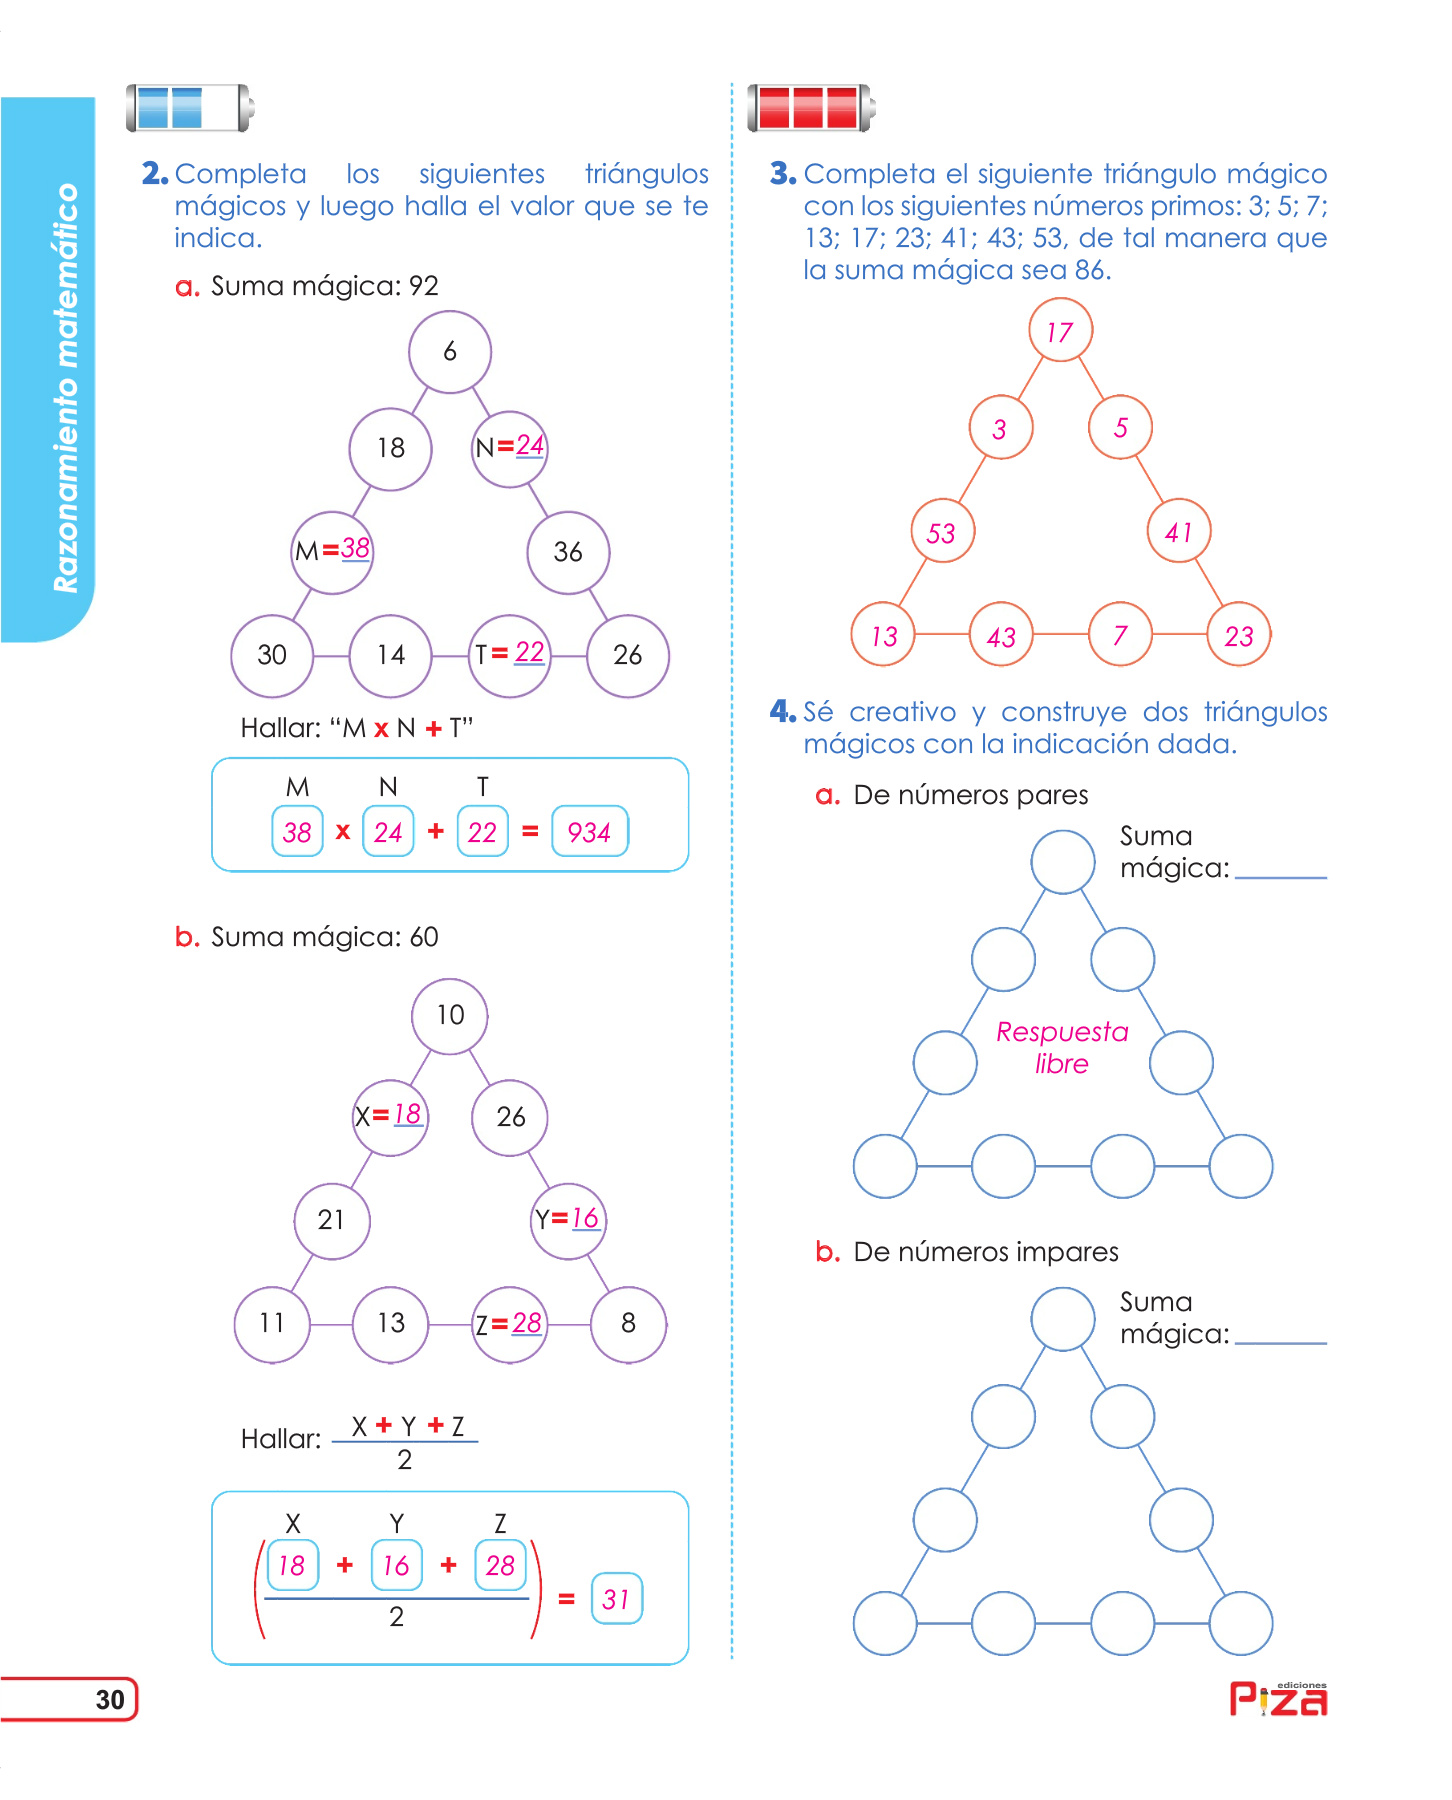 Razonamiento matemático
2. Completa los siguientes triángulos
mágicos y luego halla el valor que se te
indica.
a. Suma mágica: 92
6
18
N=24
M=38
36
30
14
T=22
26
Hallar: “M x N + T”
M N T
38 x 24 + 22 = 934
b. Suma mágica: 60
10
X=18
26
21
Y=16
11
13
Z=28
8
Hallar: X + Y + Z
2
X Y Z
18 + 16 + 28
2
= 31
3. Completa el siguiente triángulo mágico
con los siguientes números primos: 3; 5; 7;
13; 17; 23; 41; 43; 53, de tal manera que
la suma mágica sea 86.
17
3
5
53
41
13
43
7
23
4. Sé creativo y construye dos triángulos
mágicos con la indicación dada.
a. De números pares
Suma
mágica:
Respuesta
libre
b. De números impares
Suma
mágica:
30
ediciones
Piza